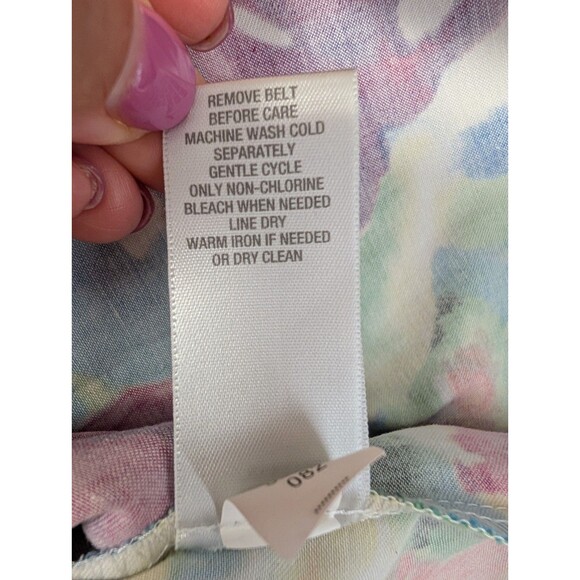 REMOVE BELT
BEFORE CARE
MACHINE WASH COLD
SEPARATELY
GENTLE CYCLE
ONLY NON-CHLORINE
BLEACH WHEN NEEDED
LINE DRY
WARM IRON IF NEEDED
OR DRY CLEAN
082